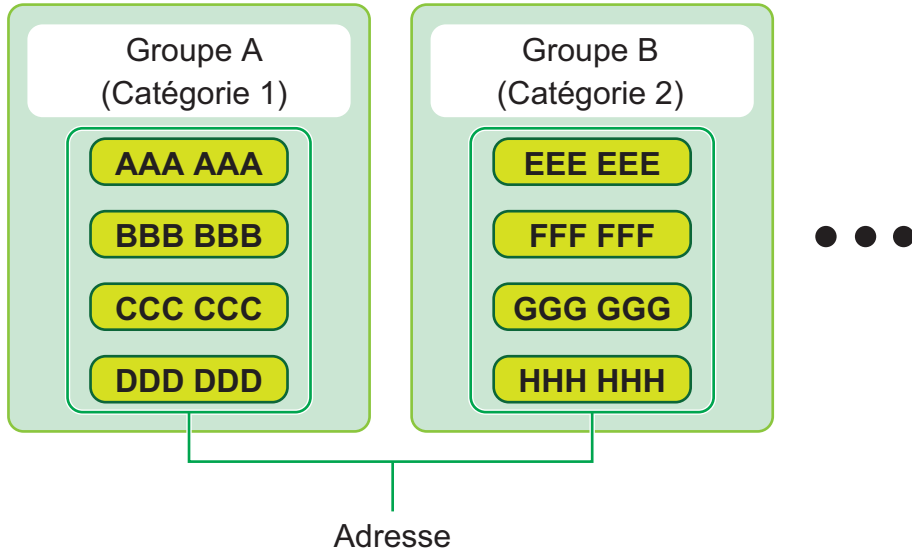 Groupe A
(Catégorie 1)
AAA AAA
BBB BBB
CCC CCC
DDD DDD
Groupe B
(Catégorie 2)
EEE EEE
FFF FFF
GGG GGG
HHH HHH
Adresse